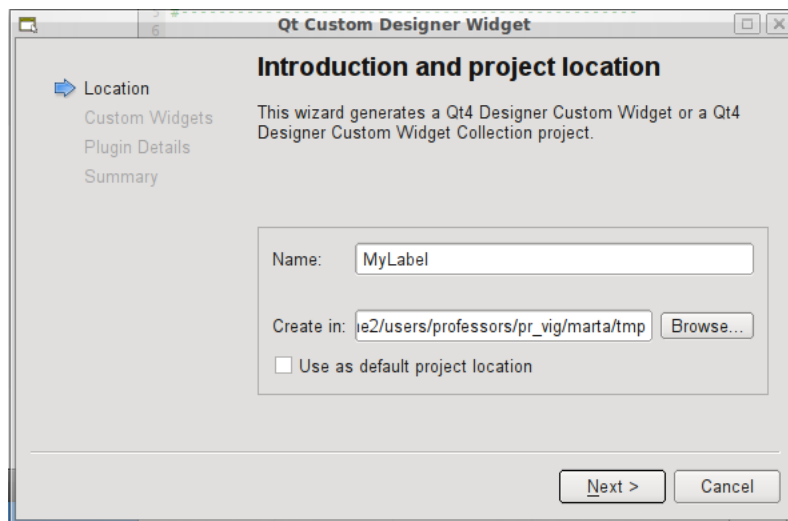 5 #------------------------------------------------
6
Qt Custom Designer Widget
Location
Custom Widgets
Plugin Details
Summary
Introduction and project location
This wizard generates a Qt4 Designer Custom Widget or a Qt4
Designer Custom Widget Collection project.
Name: MyLabel
Create in: e2/users/professors/pr_vig/marta/tmp Browse...
Use as default project location
Next > Cancel